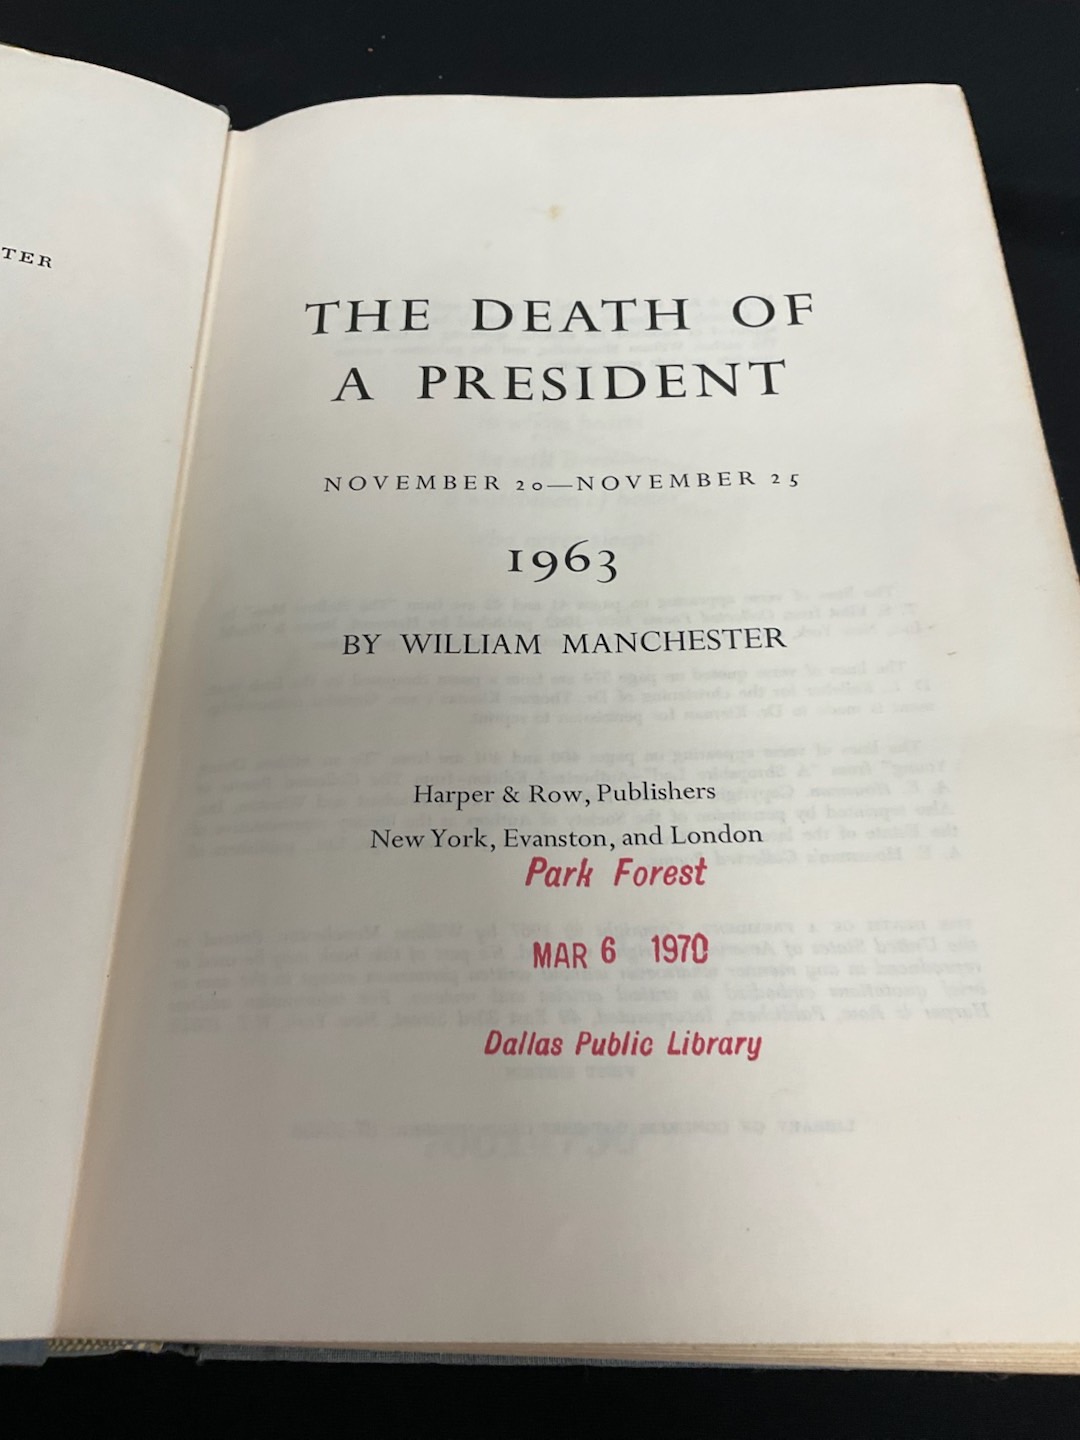 TER
THE DEATH OF
A PRESIDENT
NOVEMBER 20—NOVEMBER 25
1963
BY WILLIAM MANCHESTER
Harper & Row, Publishers
New York, Evanston, and London
Park Forest
MAR 6 1970
Dallas Public Library